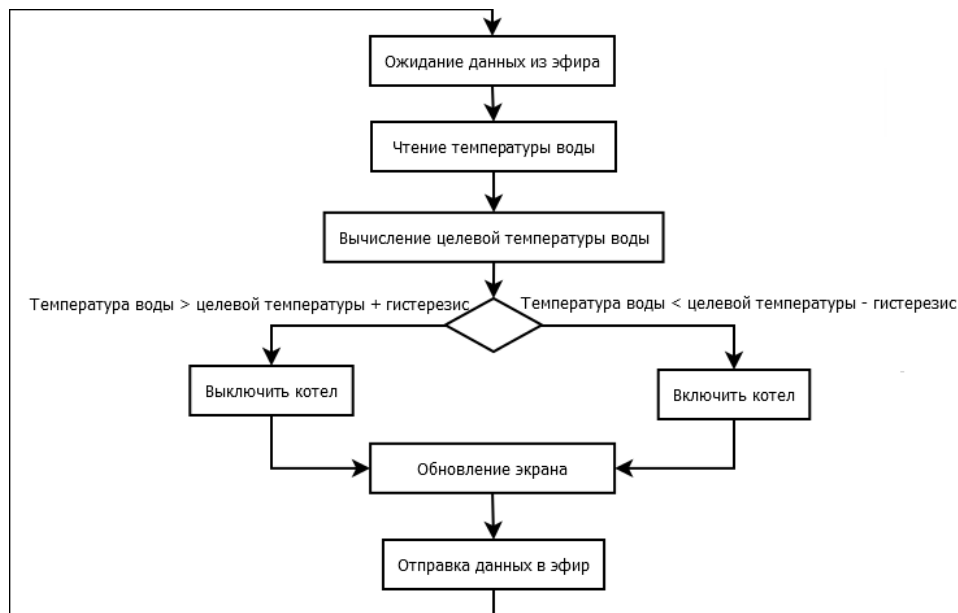 Ожидание данных из эфира
Чтение температуры воды
Вычисление целевой температуры воды
Температура воды > целевой температуры + гистерезис
Температура воды < целевой температуры - гистерезис
Выключить котел
Включить котел
Обновление экрана
Отправка данных в эфир